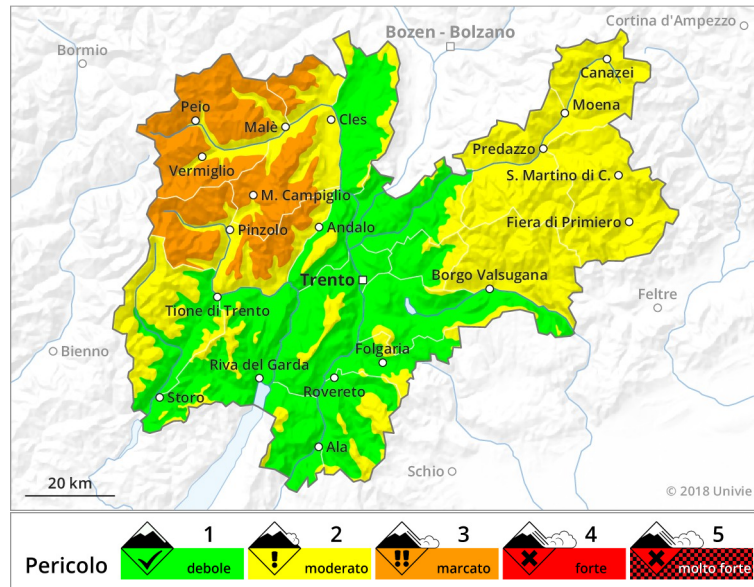 Cortina d'Ampezzo
Bozen - Bolzano
Bormio
Canazei
Peio
Moena
Malè
Cles
Predazzo
Vermiglio
S. Martino di C.
M. Campiglio
Fiera di Primiero
Pinzolo
Andalo
Trento
Borgo Valsugana
Feltre
Tione di Trento
Bienno
Folgaria
Riva del Garda
Rovereto
Storo
Ala
Schio
20 km
© 2018 Univie
Pericolo
1
debole
2
moderato
3
marcato
4
forte
5
molto forte